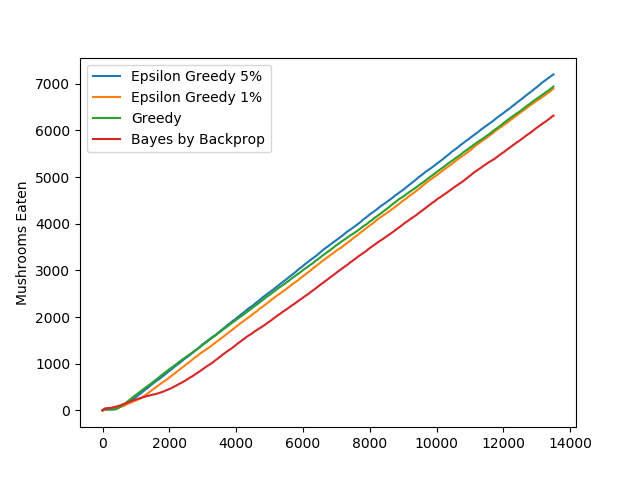 Epsilon Greedy 5%
Epsilon Greedy 1%
Greedy
Bayes by Backprop
Mushrooms Eaten
7000
6000
5000
4000
3000
2000
1000
0
0 2000 4000 6000 8000 10000 12000 14000